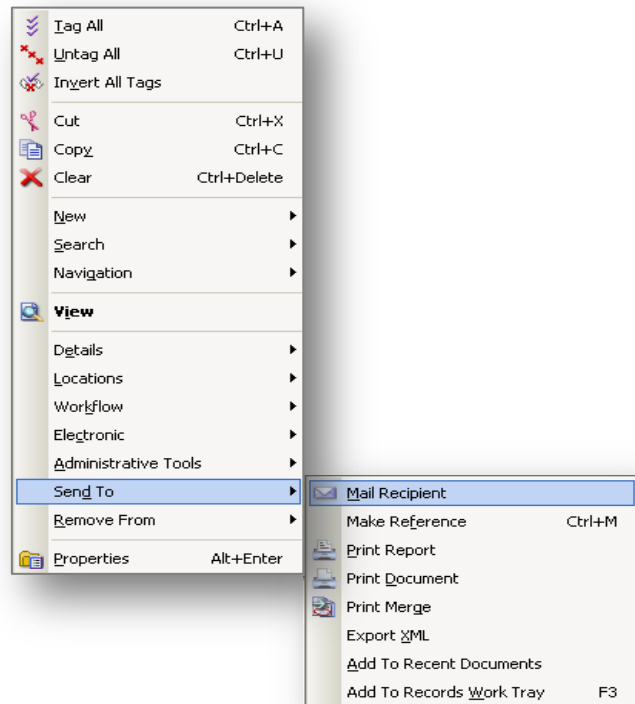 Tag All Ctrl+A
Untag All Ctrl+U
Invert All Tags
Cut Ctrl+X
Copy Ctrl+C
Clear Ctrl+Delete
New
Search
Navigation
View
Details
Locations
Workflow
Electronic
Administrative Tools
Send To
Remove From
Properties Alt+Enter
Mail Recipient
Make Reference Ctrl+M
Print Report
Print Document
Print Merge
Export XML
Add To Recent Documents
Add To Records Work Tray F3